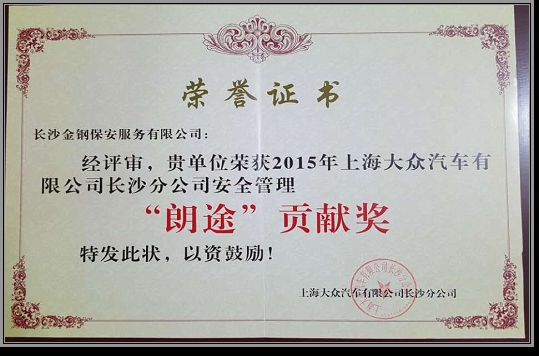 荣誉证书
长沙金钢保安服务有限公司：
经评审，贵单位荣获2015年上海大众汽车有
限公司长沙分公司安全管理
“朗途”贡献奖
特发此状，以资鼓励！
上海大众汽车有限公司长沙分公司